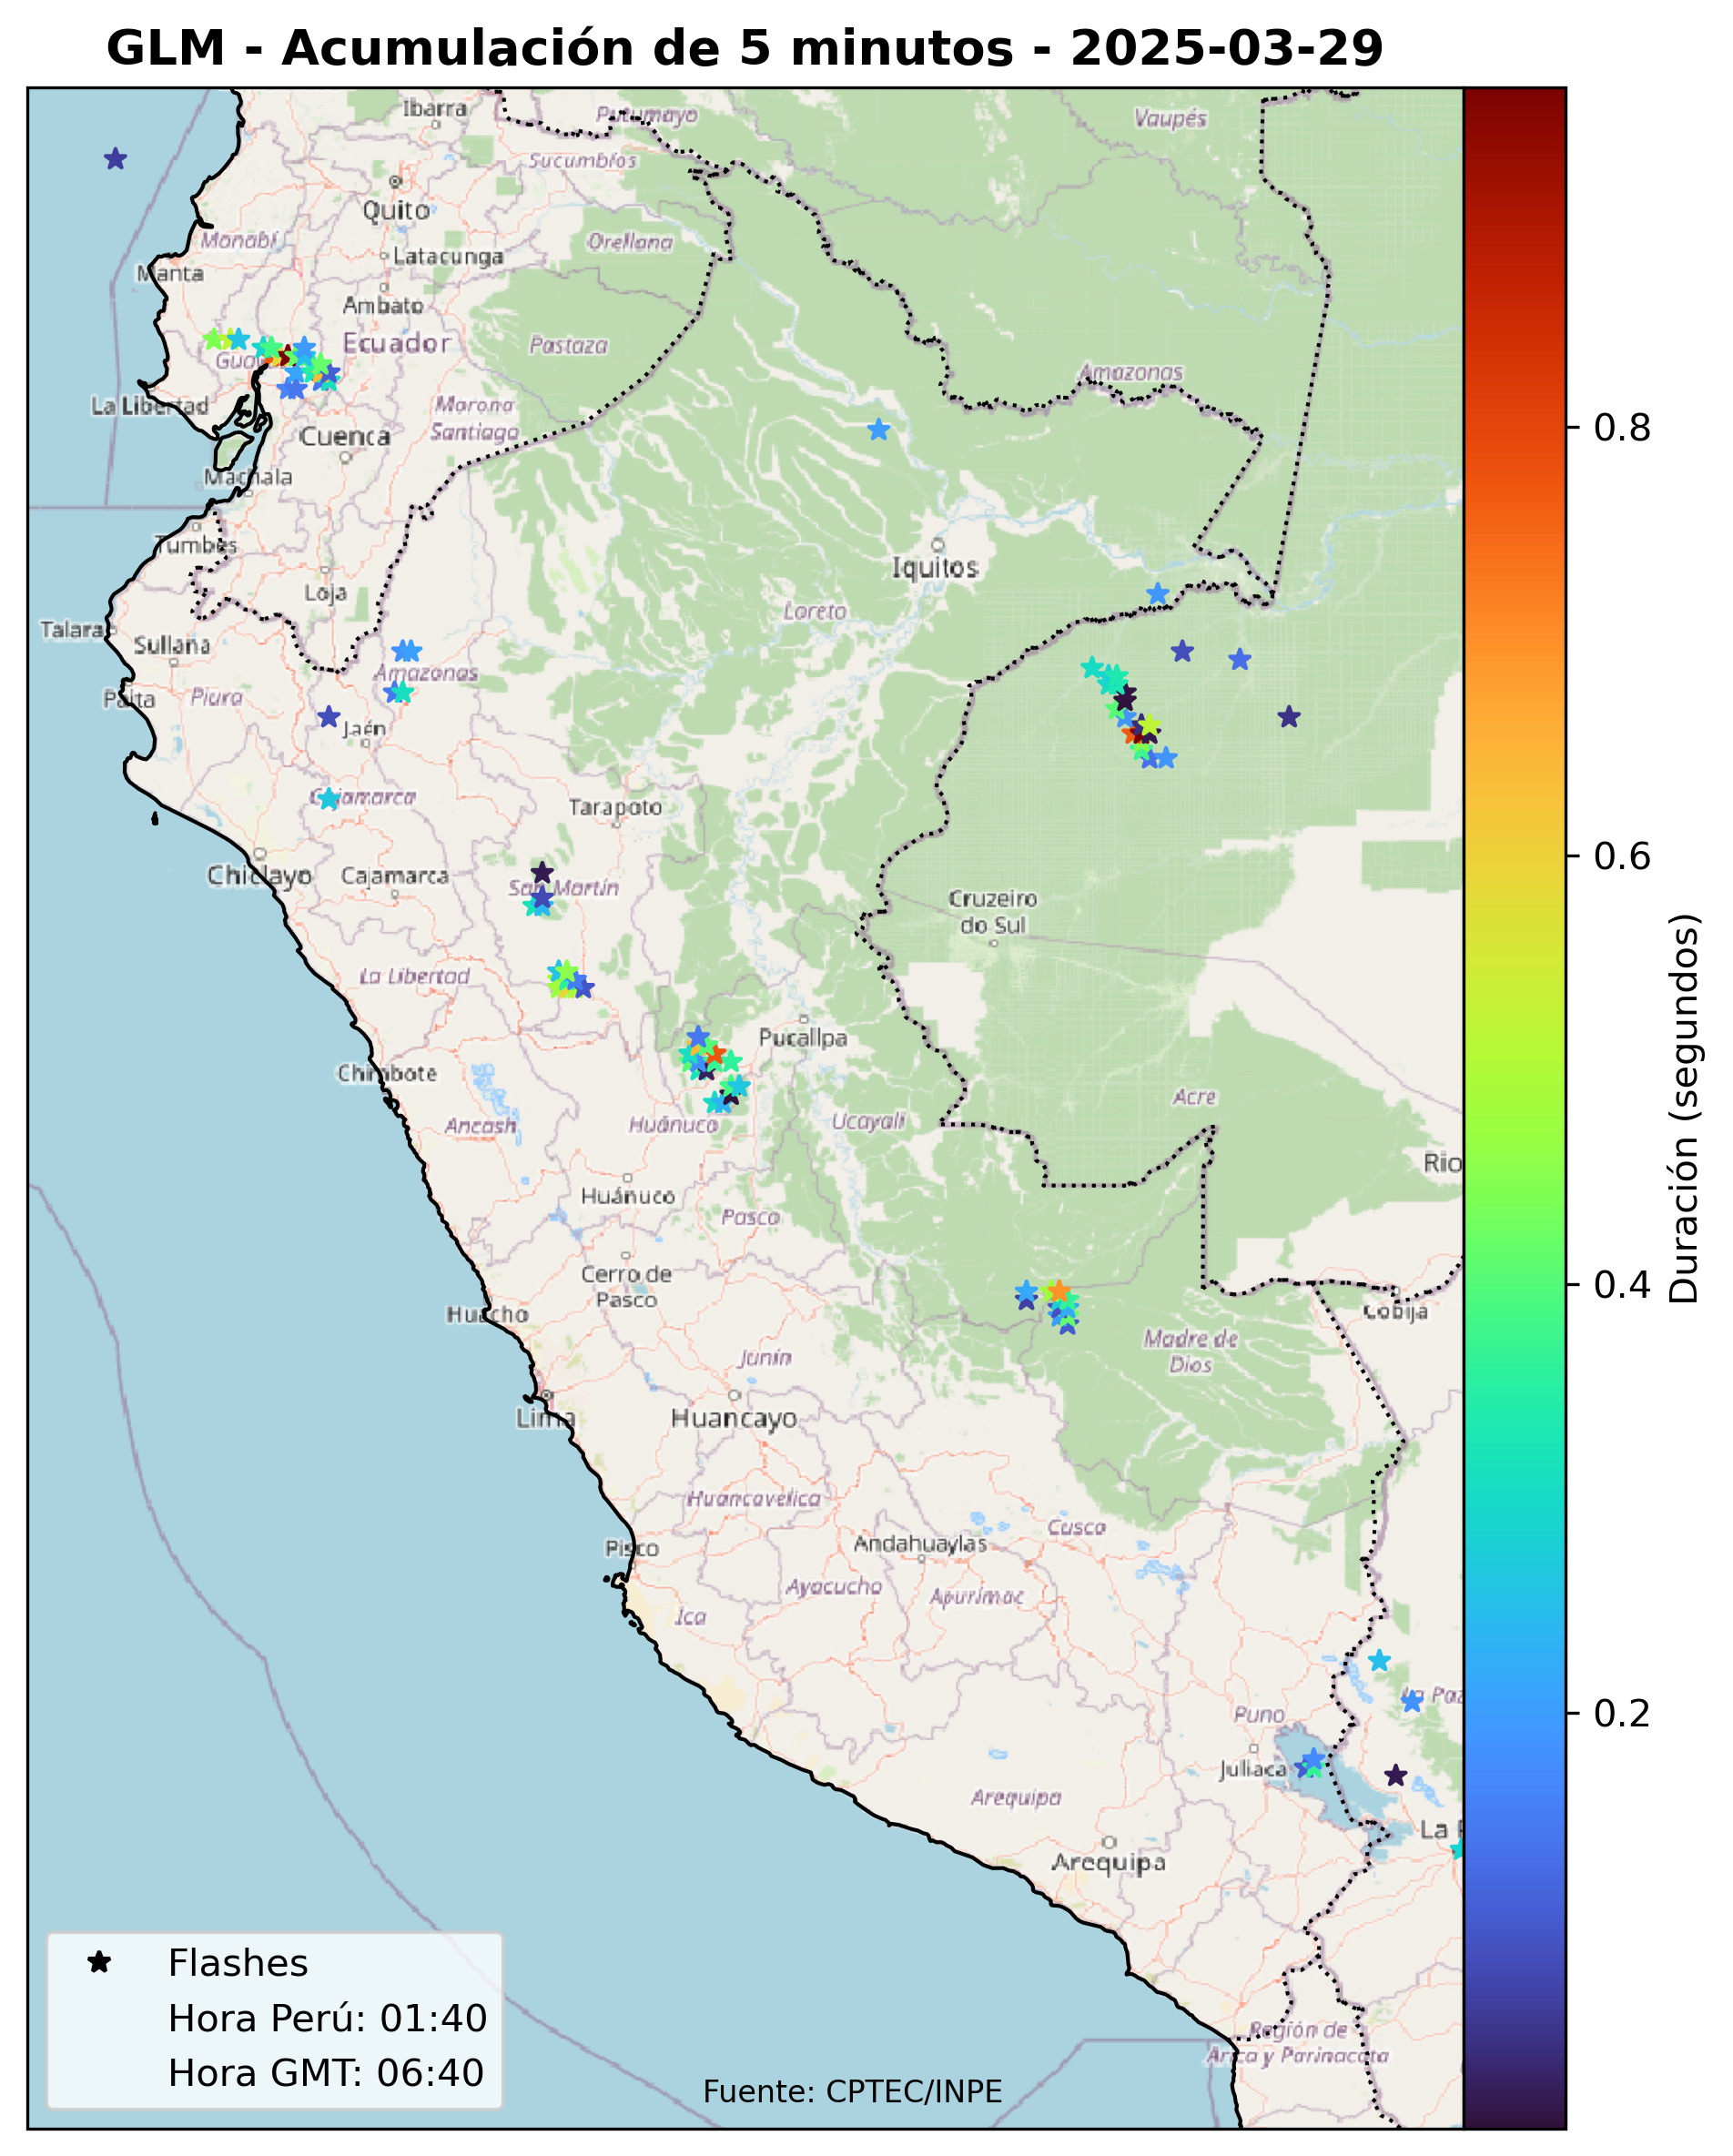 GLM - Acumulación de 5 minutos - 2025-03-29
Ibarra
Putumayo
Vaupés
Sucumbíos
Quito
Manabí
Orellana
Latacunga
Manta
Ambato
Ecuador
Pastaza
Amazonas
La Libertad
Morona
Santiago
Cuenca
Machala
Tumbes
Iquitos
Loja
Loreto
Talara
Sullana
Amazonas
Paita
Piura
Jaén
Cajamarca
Tarapoto
Chiclayo
Cajamarca
San Martín
Cruzeiro
do Sul
La Libertad
Pucallpa
Chimbote
Ancash
Huánuco
Ucayali
Acre
Rio
Huánuco
Pasco
Cerro de
Pasco
Huacho
Cobija
Madre de
Dios
Junín
Lima
Huancayo
Huancavelica
Cusco
Pisco
Andahuaylas
Ayacucho
Apurímac
Ica
La Paz
Puno
Juliaca
Arequipa
La P
Arequipa
Región de
Arica y Parinacota
Flashes
Hora Perú: 01:40
Hora GMT: 06:40
Fuente: CPTEC/INPE
0.8
0.6
0.4
0.2
Duración (segundos)